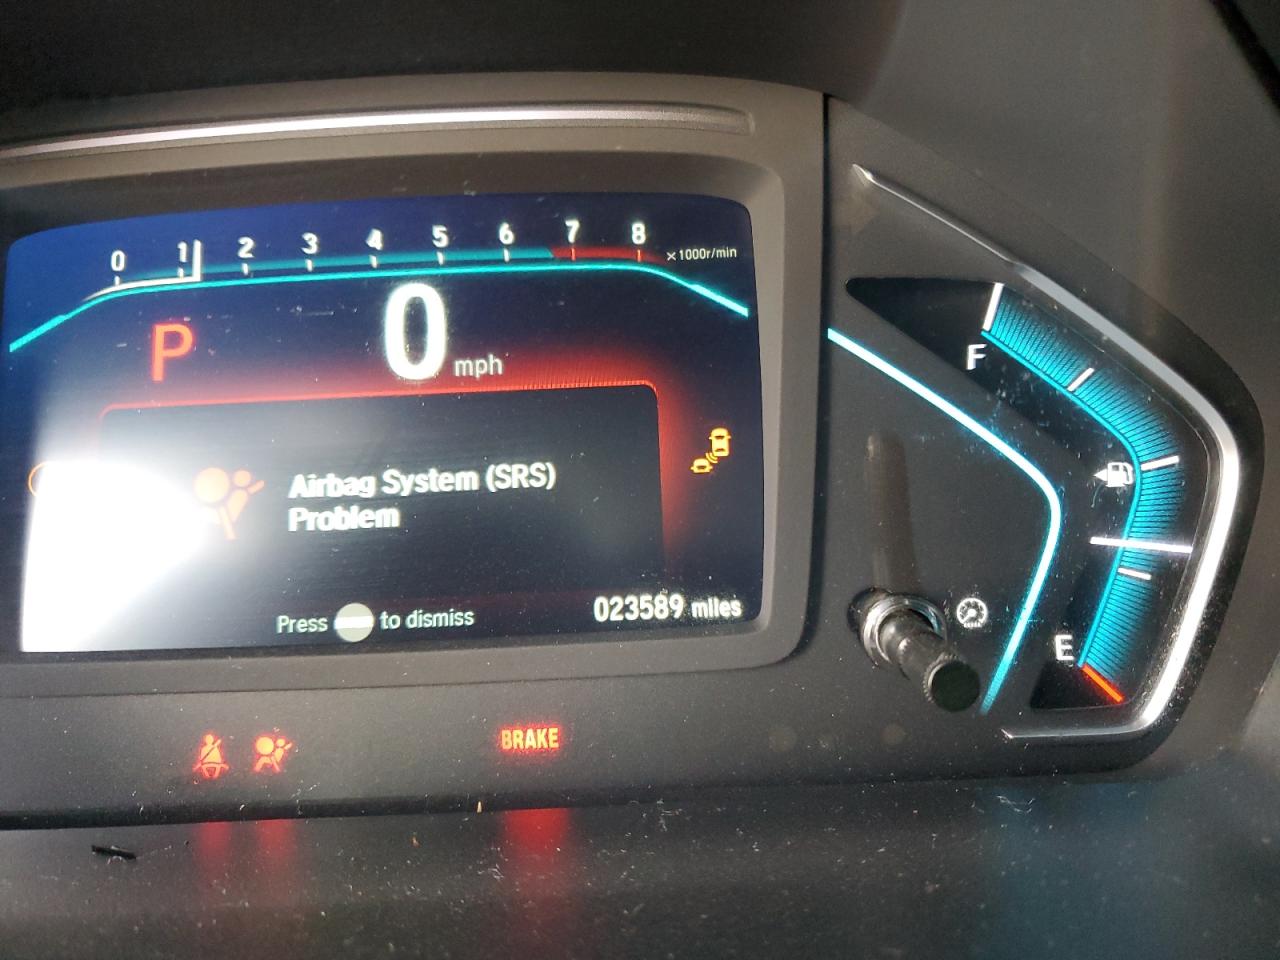 0 1 2 3 4 5 6 7 8 x1000r/min
P 0 mph
Airbag System (SRS)
Problem
Press to dismiss
023589 miles
F
E
BRAKE